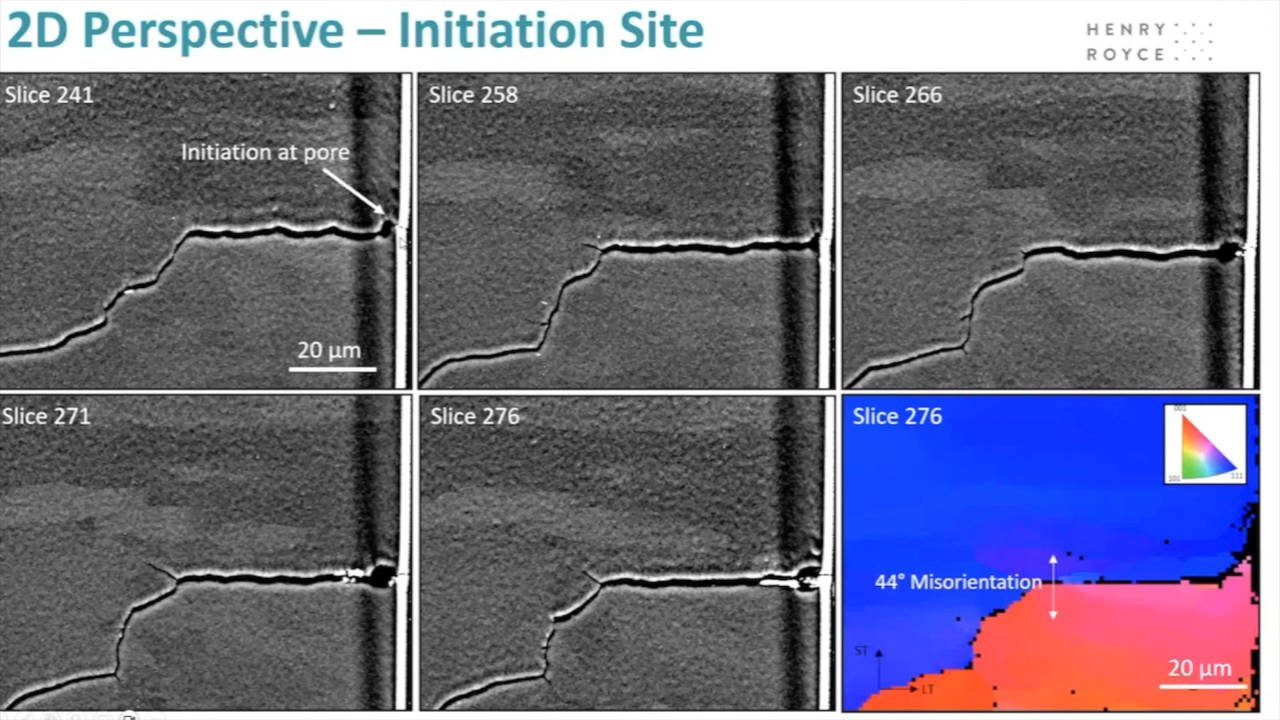 2D Perspective – Initiation Site
HENRY
ROYCE
Slice 241
Initiation at pore
20 µm
Slice 258
Slice 266
Slice 271
Slice 276
Slice 276
001
101
111
44° Misorientation
ST
LT
20 µm